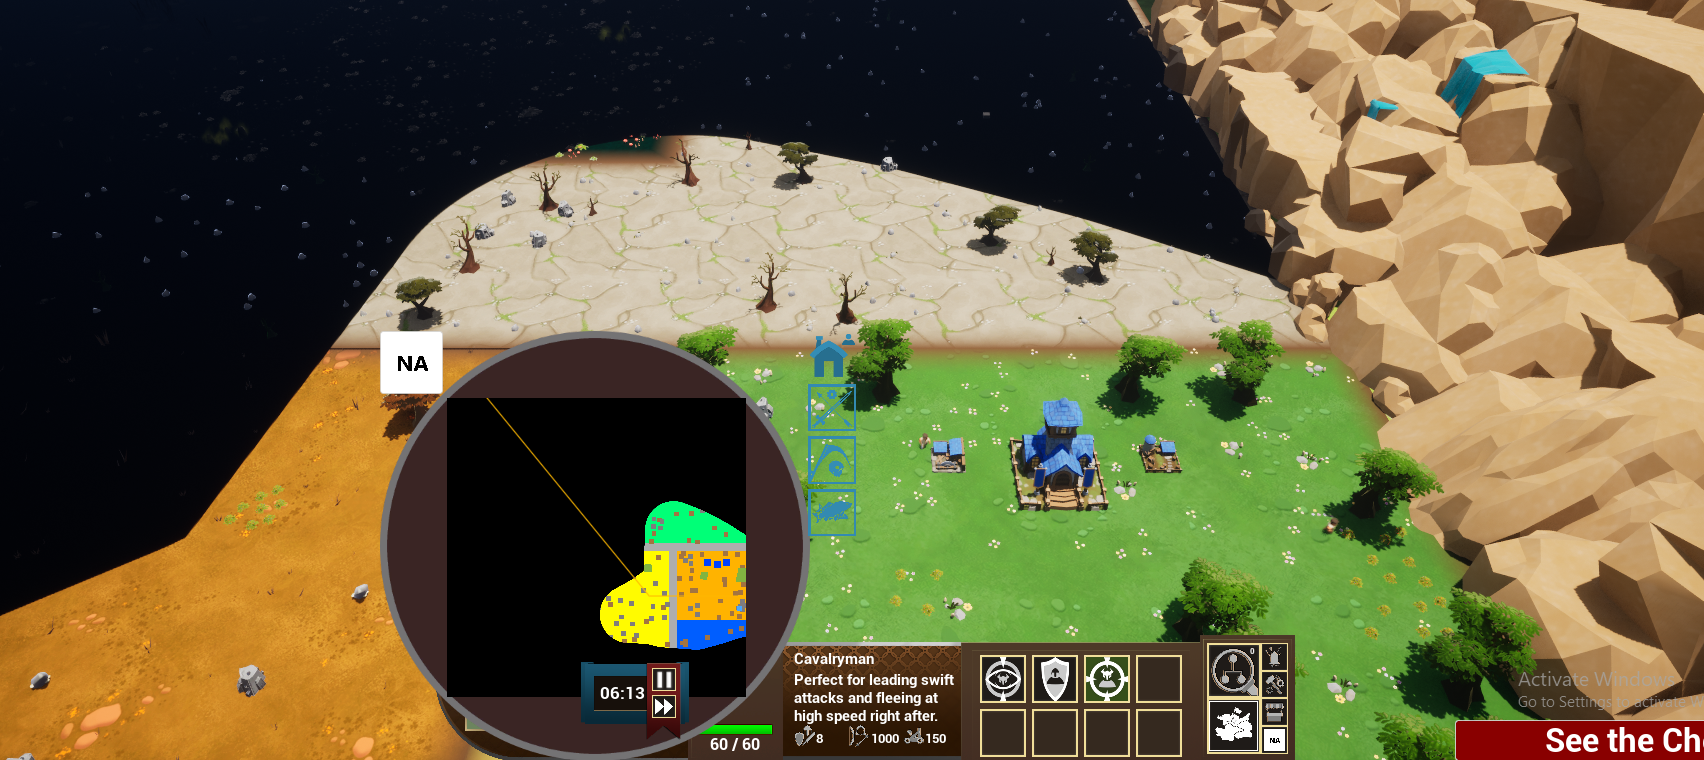 NA
06:13
60 / 60
Cavalryman
Perfect for leading swift
attacks and fleeing at
high speed right after.
8 1000 150
0
NA
Activate Windows
Go to Settings to activate
See the Ch